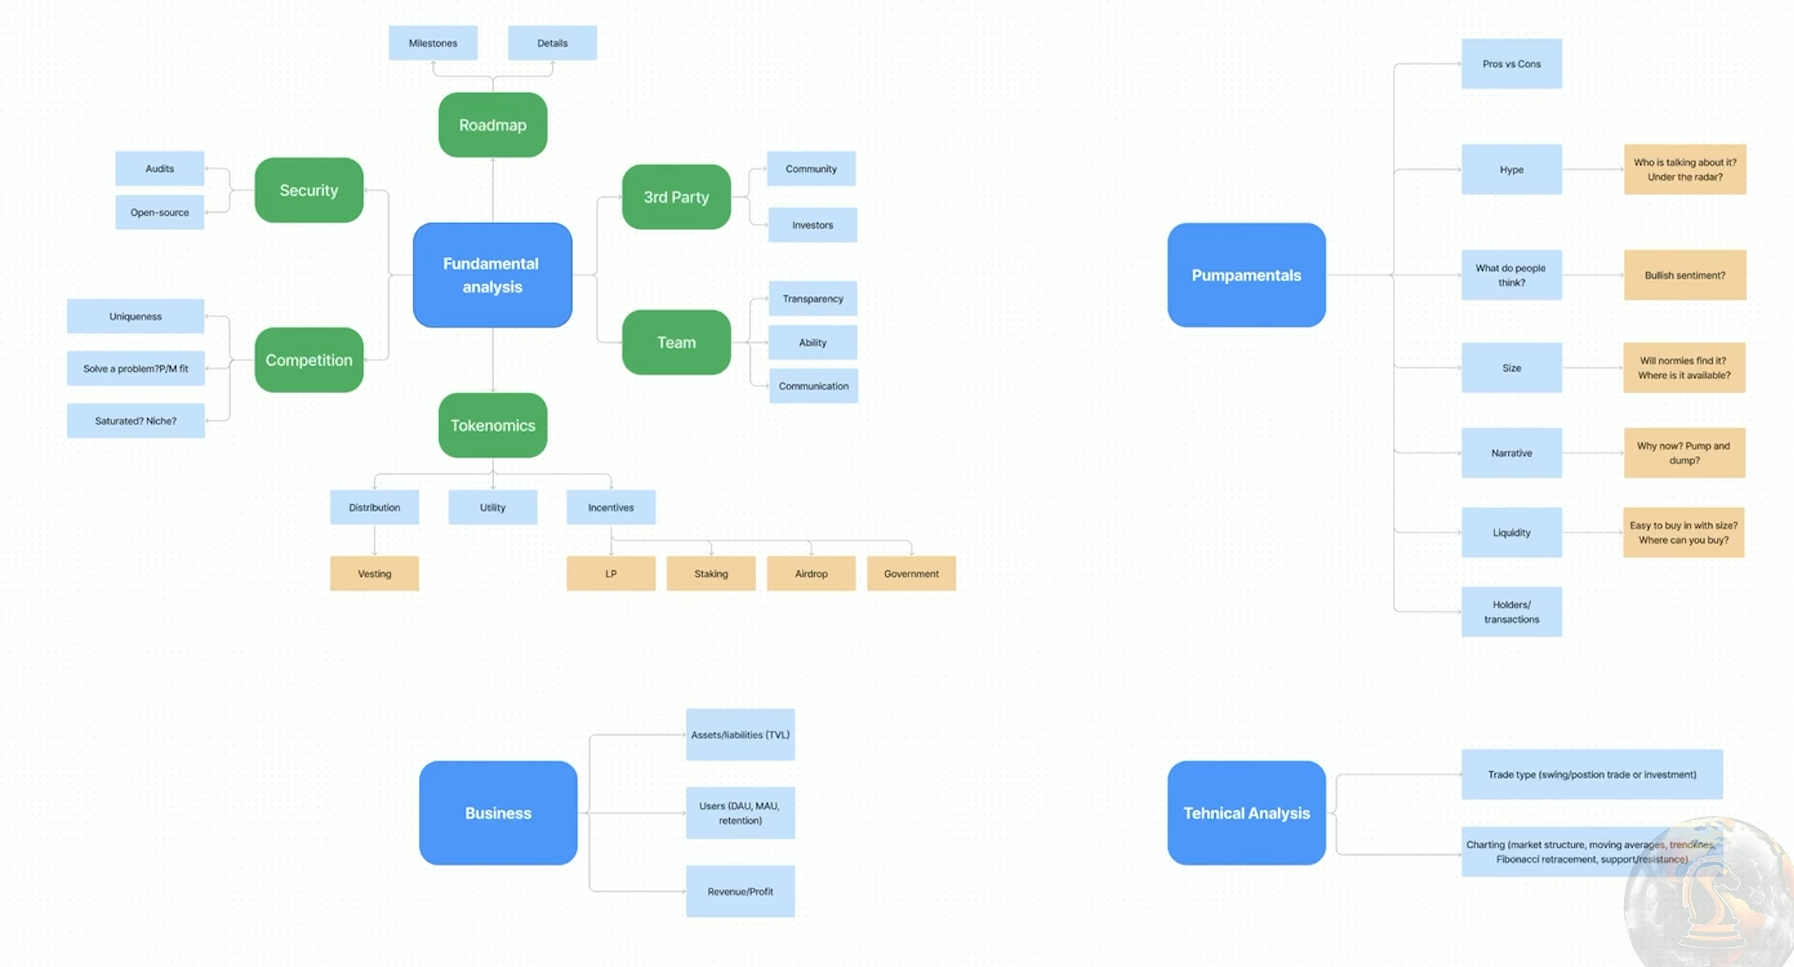 Milestones
Details
Roadmap
Audits
Open-source
Security
3rd Party
Community
Investors
Fundamental
analysis
Uniqueness
Solve a problem?P/M fit
Saturated? Niche?
Competition
Team
Transparency
Ability
Communication
Tokenomics
Distribution
Utility
Incentives
Vesting
LP
Staking
Airdrop
Government
Pumpamentals
Pros vs Cons
Hype
Who is talking about it?
Under the radar?
What do people
think?
Bullish sentiment?
Size
Will normies find it?
Where is it available?
Narrative
Why now? Pump and
dump?
Liquidity
Easy to buy in with size?
Where can you buy?
Holders/
transactions
Business
Assets/liabilities (TVL)
Users (DAU, MAU,
retention)
Revenue/Profit
Tehnical Analysis
Trade type (swing/postion trade or investment)
Charting (market structure, moving averages, trendlines,
Fibonacci retracement, support/resistance)